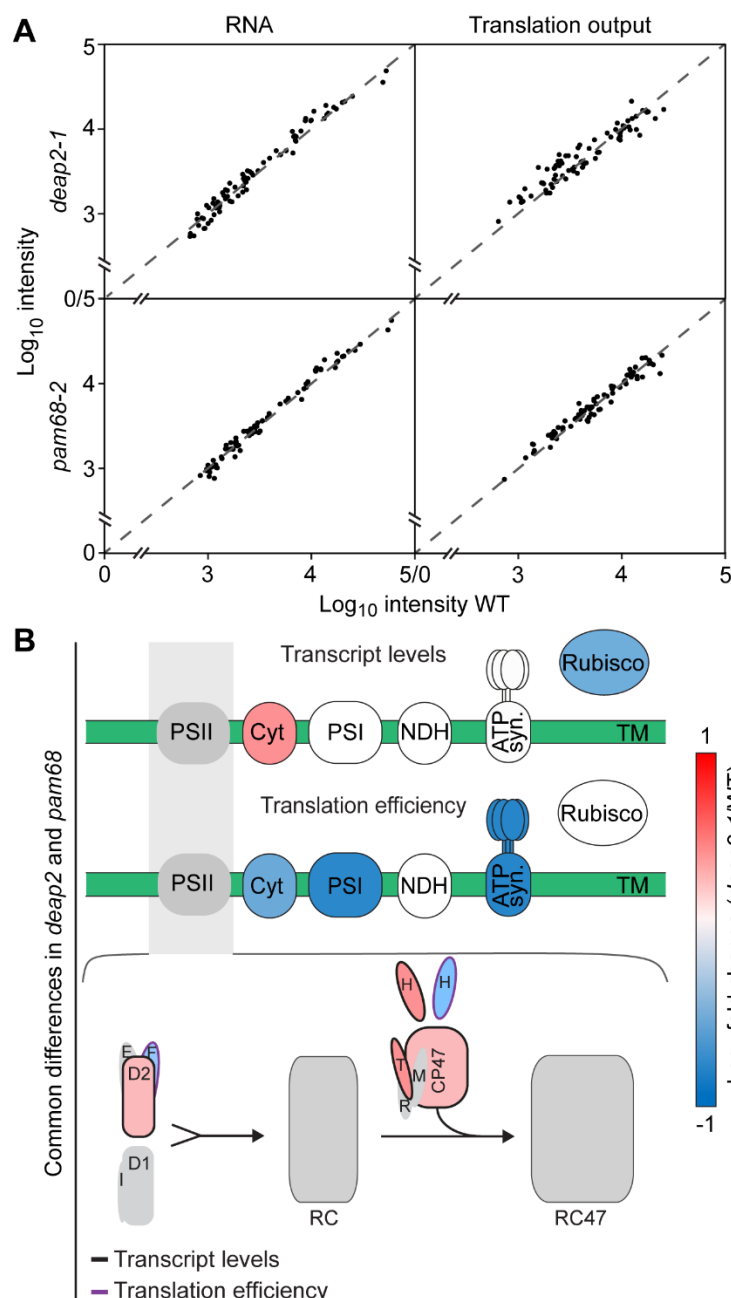 A
RNA
Translation output
5
4
3
deap2-1
0/5
4
3
0
pam68-2
Log10 intensity
0
3
4
5/0
3
4
5
Log10 intensity WT
B
Common differences in deap2 and pam68
Transcript levels
PSII
Cyt
PSI
NDH
ATP
syn.
Rubisco
TM
Translation efficiency
PSII
Cyt
PSI
NDH
ATP
syn.
Rubisco
TM
1
-1
H
H
E
F
D2
D1
I
T
M
R
CP47
RC
RC47
Transcript levels
Translation efficiency